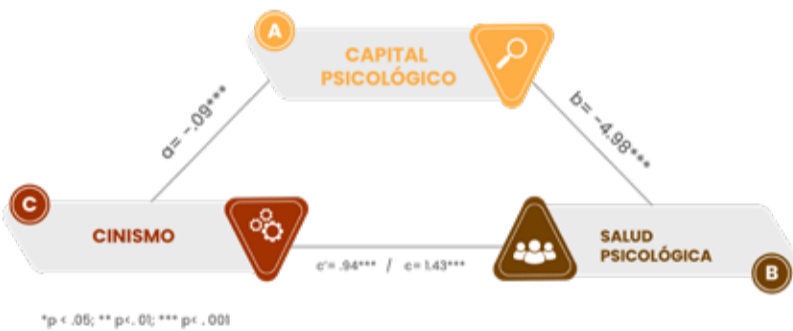 A
CAPITAL
PSICOLÓGICO
a= -.09***
b= -4.98***
C
CINISMO
SALUD
PSICOLÓGICA
B
c'= .94*** / c= 1.43***
*p < .05; ** p<. 01; *** p< . 001